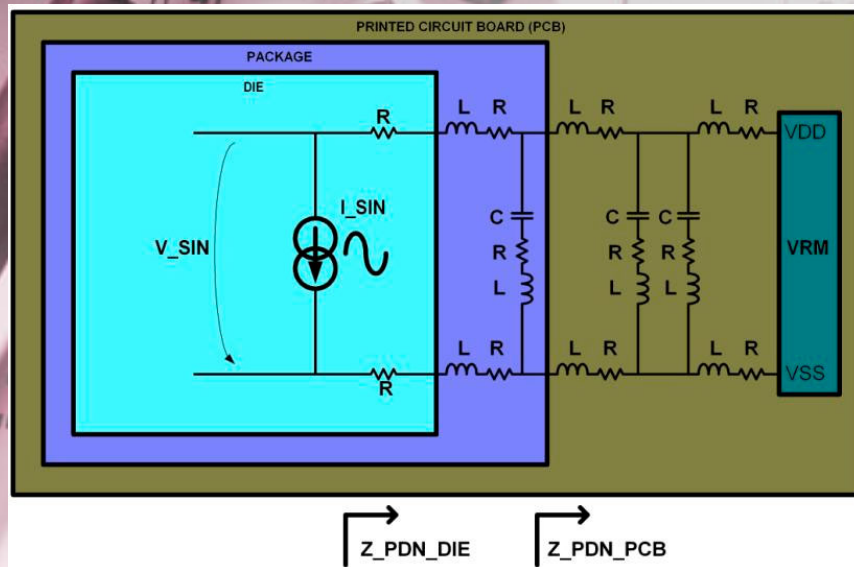 PRINTED CIRCUIT BOARD (PCB)
PACKAGE
DIE
R
L R
L R
L R
VDD
I_SIN
V_SIN
C
R
L
C
R
L
C
R
L
VRM
R
L R
L R
L R
VSS
Z_PDN_DIE
Z_PDN_PCB